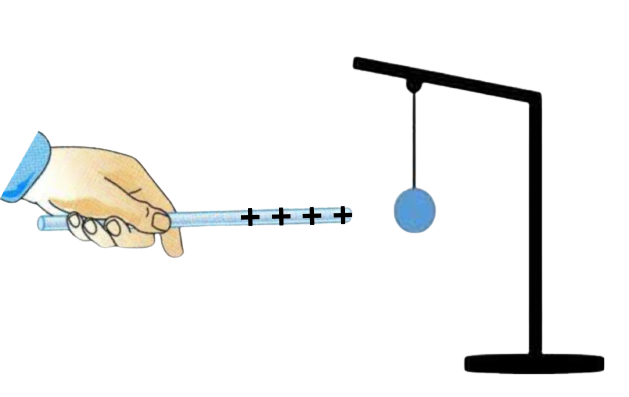 + + + +